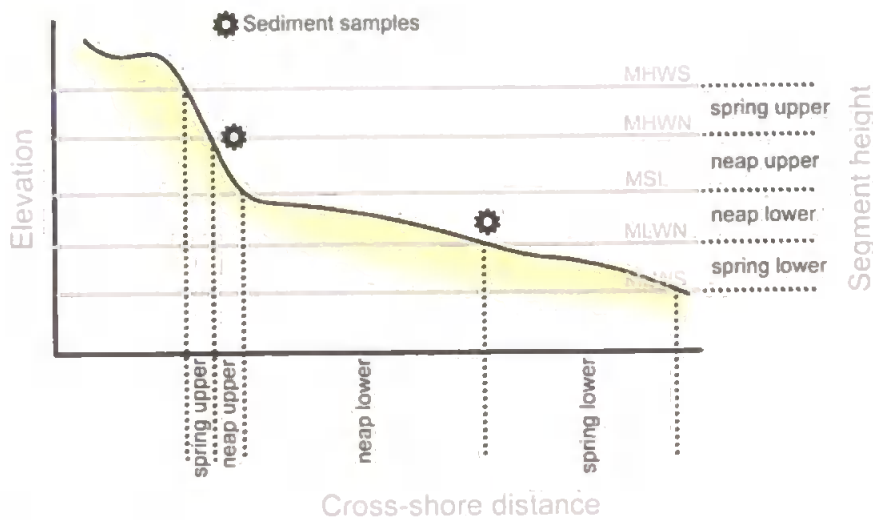 Sediment samples
MHWS
spring upper
MHWN
neap upper
MSL
neap lower
MLWN
spring lower
MLWS
Elevation
Segment height
spring upper
neap upper
neap lower
spring lower
Cross-shore distance